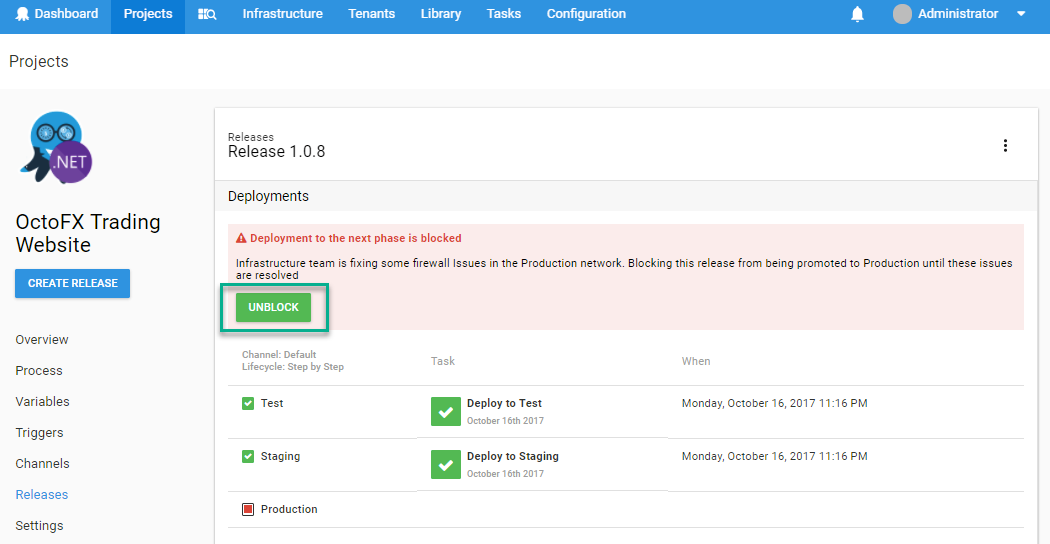 Dashboard Projects Infrastructure Tenants Library Tasks Configuration Administrator
Projects
.NET
OctoFX Trading
Website
CREATE RELEASE
Overview
Process
Variables
Triggers
Channels
Releases
Settings
Releases
Release 1.0.8
Deployments
Deployment to the next phase is blocked
Infrastructure team is fixing some firewall Issues in the Production network. Blocking this release from being promoted to Production until these issues
are resolved
UNBLOCK
Channel: Default
Lifecycle: Step by Step
Task
When
Test
Deploy to Test
October 16th 2017
Monday, October 16, 2017 11:16 PM
Staging
Deploy to Staging
October 16th 2017
Monday, October 16, 2017 11:16 PM
Production